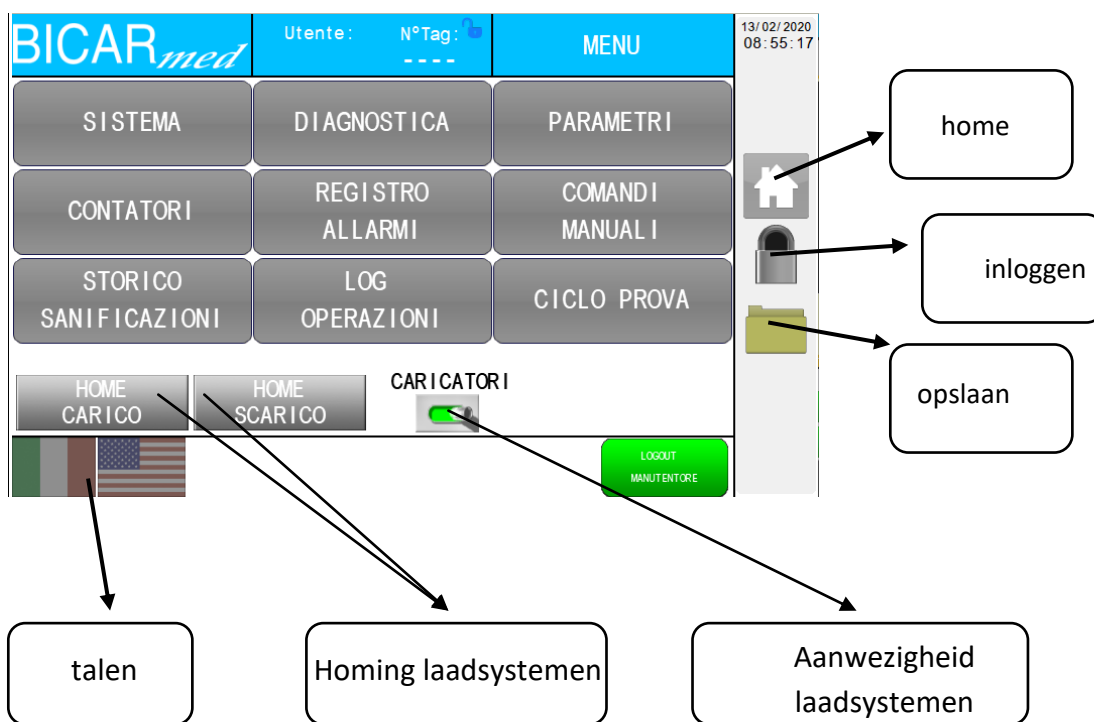 BICARmed
Utente: N°Tag:
----
MENU
13/02/2020
08:55:17
SISTEMA
DIAGNOSTICA
PARAMETRI
home
CONTATORI
REGISTRO
ALLARMI
COMANDI
MANUALI
inloggen
STORICO
SANIFICAZIONI
LOG
OPERAZIONI
CICLO PROVA
opslaan
HOME
CARICO
HOME
SCARICO
CARICATORI
LOGOUT
MANUTENTORE
talen
Homing laadsystemen
Aanwezigheid
laadsystemen